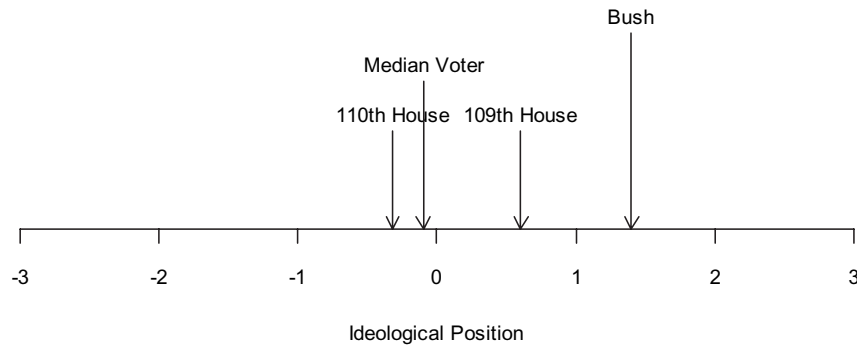 Bush
Median Voter
110th House
109th House
-3
-2
-1
0
1
2
3
Ideological Position